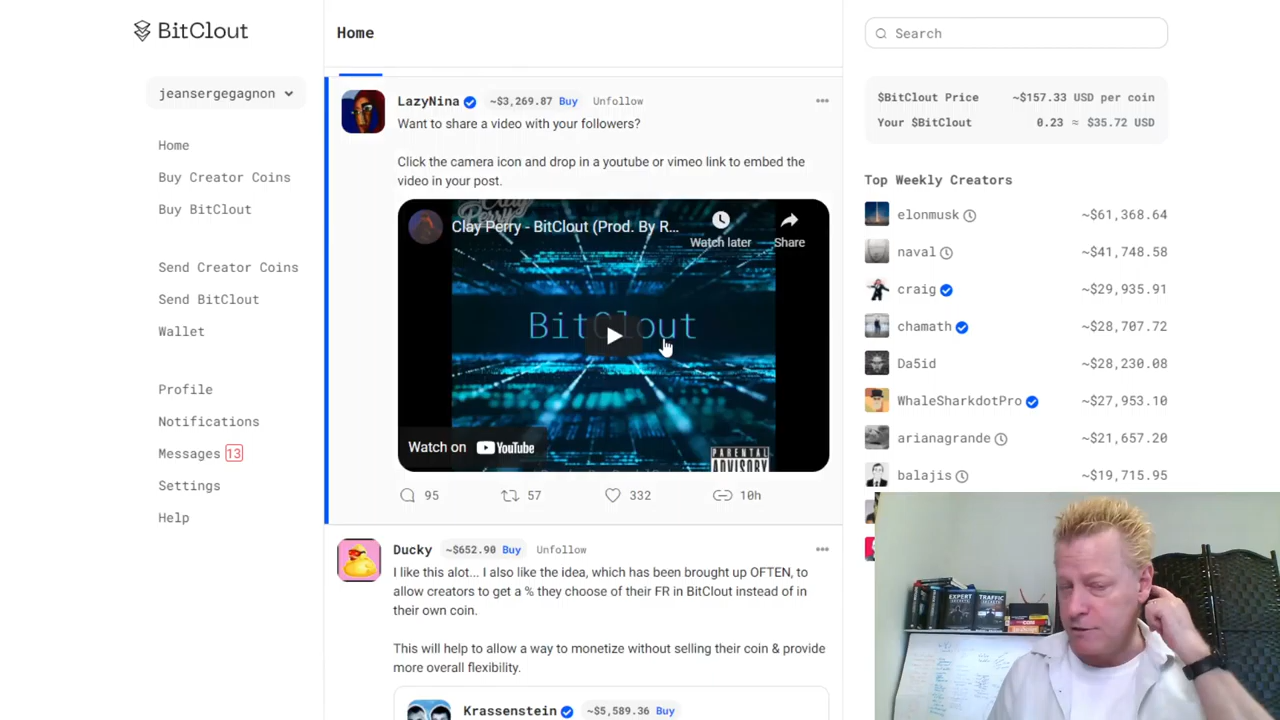 BitClout
jeansergegagnon
Home
Buy Creator Coins
Buy BitClout
Send Creator Coins
Send BitClout
Wallet
Profile
Notifications
Messages 13
Settings
Help
Home
LazyNina ~$3,269.87 Buy Unfollow
Want to share a video with your followers?
Click the camera icon and drop in a youtube or vimeo link to embed the
video in your post.
Clay Perry
Clay Perry - BitClout (Prod. By R...
Watch later
Share
BitClout
Watch on YouTube
PARENTAL
ADVISORY
95 57 332 10h
Ducky ~$652.90 Buy Unfollow
I like this alot... I also like the idea, which has been brought up OFTEN, to
allow creators to get a % they choose of their FR in BitClout instead of in
their own coin.
This will help to allow a way to monetize without selling their coin & provide
more overall flexibility.
Krassenstein ~$5,589.36 Buy
Search
$BitClout Price ~$157.33 USD per coin
Your $BitClout 0.23 ≈ $35.72 USD
Top Weekly Creators
elonmusk ~$61,368.64
naval ~$41,748.58
craig ~$29,935.91
chamath ~$28,707.72
Da5id ~$28,230.08
WhaleSharkdotPro ~$27,953.10
arianagrande ~$21,657.20
balajis ~$19,715.95
EXPERT
SECRETS
TRAFFIC
SECRETS